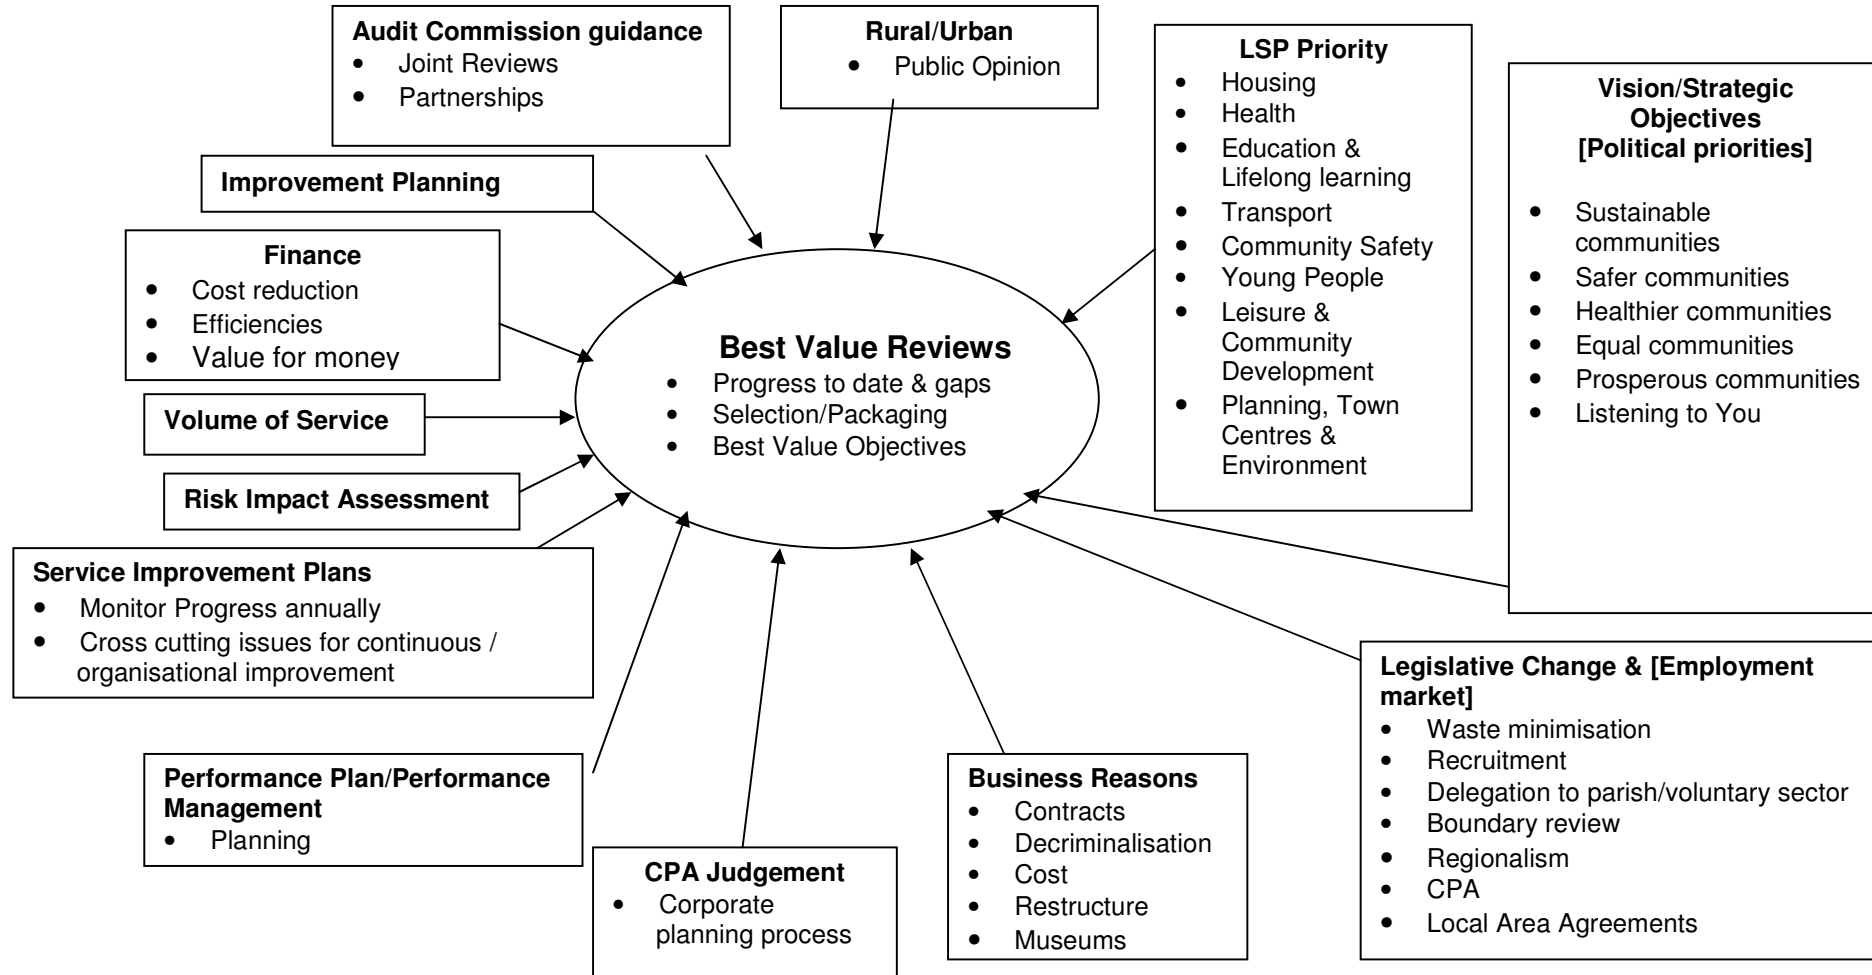 Audit Commission guidance
• Joint Reviews
• Partnerships
Rural/Urban
• Public Opinion
LSP Priority
• Housing
• Health
• Education &
Lifelong learning
• Transport
• Community Safety
• Young People
• Leisure &
Community
Development
• Planning, Town
Centres &
Environment
Vision/Strategic
Objectives
[Political priorities]
• Sustainable
communities
• Safer communities
• Healthier communities
• Equal communities
• Prosperous communities
• Listening to You
Improvement Planning
Finance
• Cost reduction
• Efficiencies
• Value for money
Best Value Reviews
• Progress to date & gaps
• Selection/Packaging
• Best Value Objectives
Volume of Service
Risk Impact Assessment
Service Improvement Plans
• Monitor Progress annually
• Cross cutting issues for continuous /
organisational improvement
Performance Plan/Performance
Management
• Planning
CPA Judgement
• Corporate
planning process
Business Reasons
• Contracts
• Decriminalisation
• Cost
• Restructure
• Museums
Legislative Change & [Employment
market]
• Waste minimisation
• Recruitment
• Delegation to parish/voluntary sector
• Boundary review
• Regionalism
• CPA
• Local Area Agreements